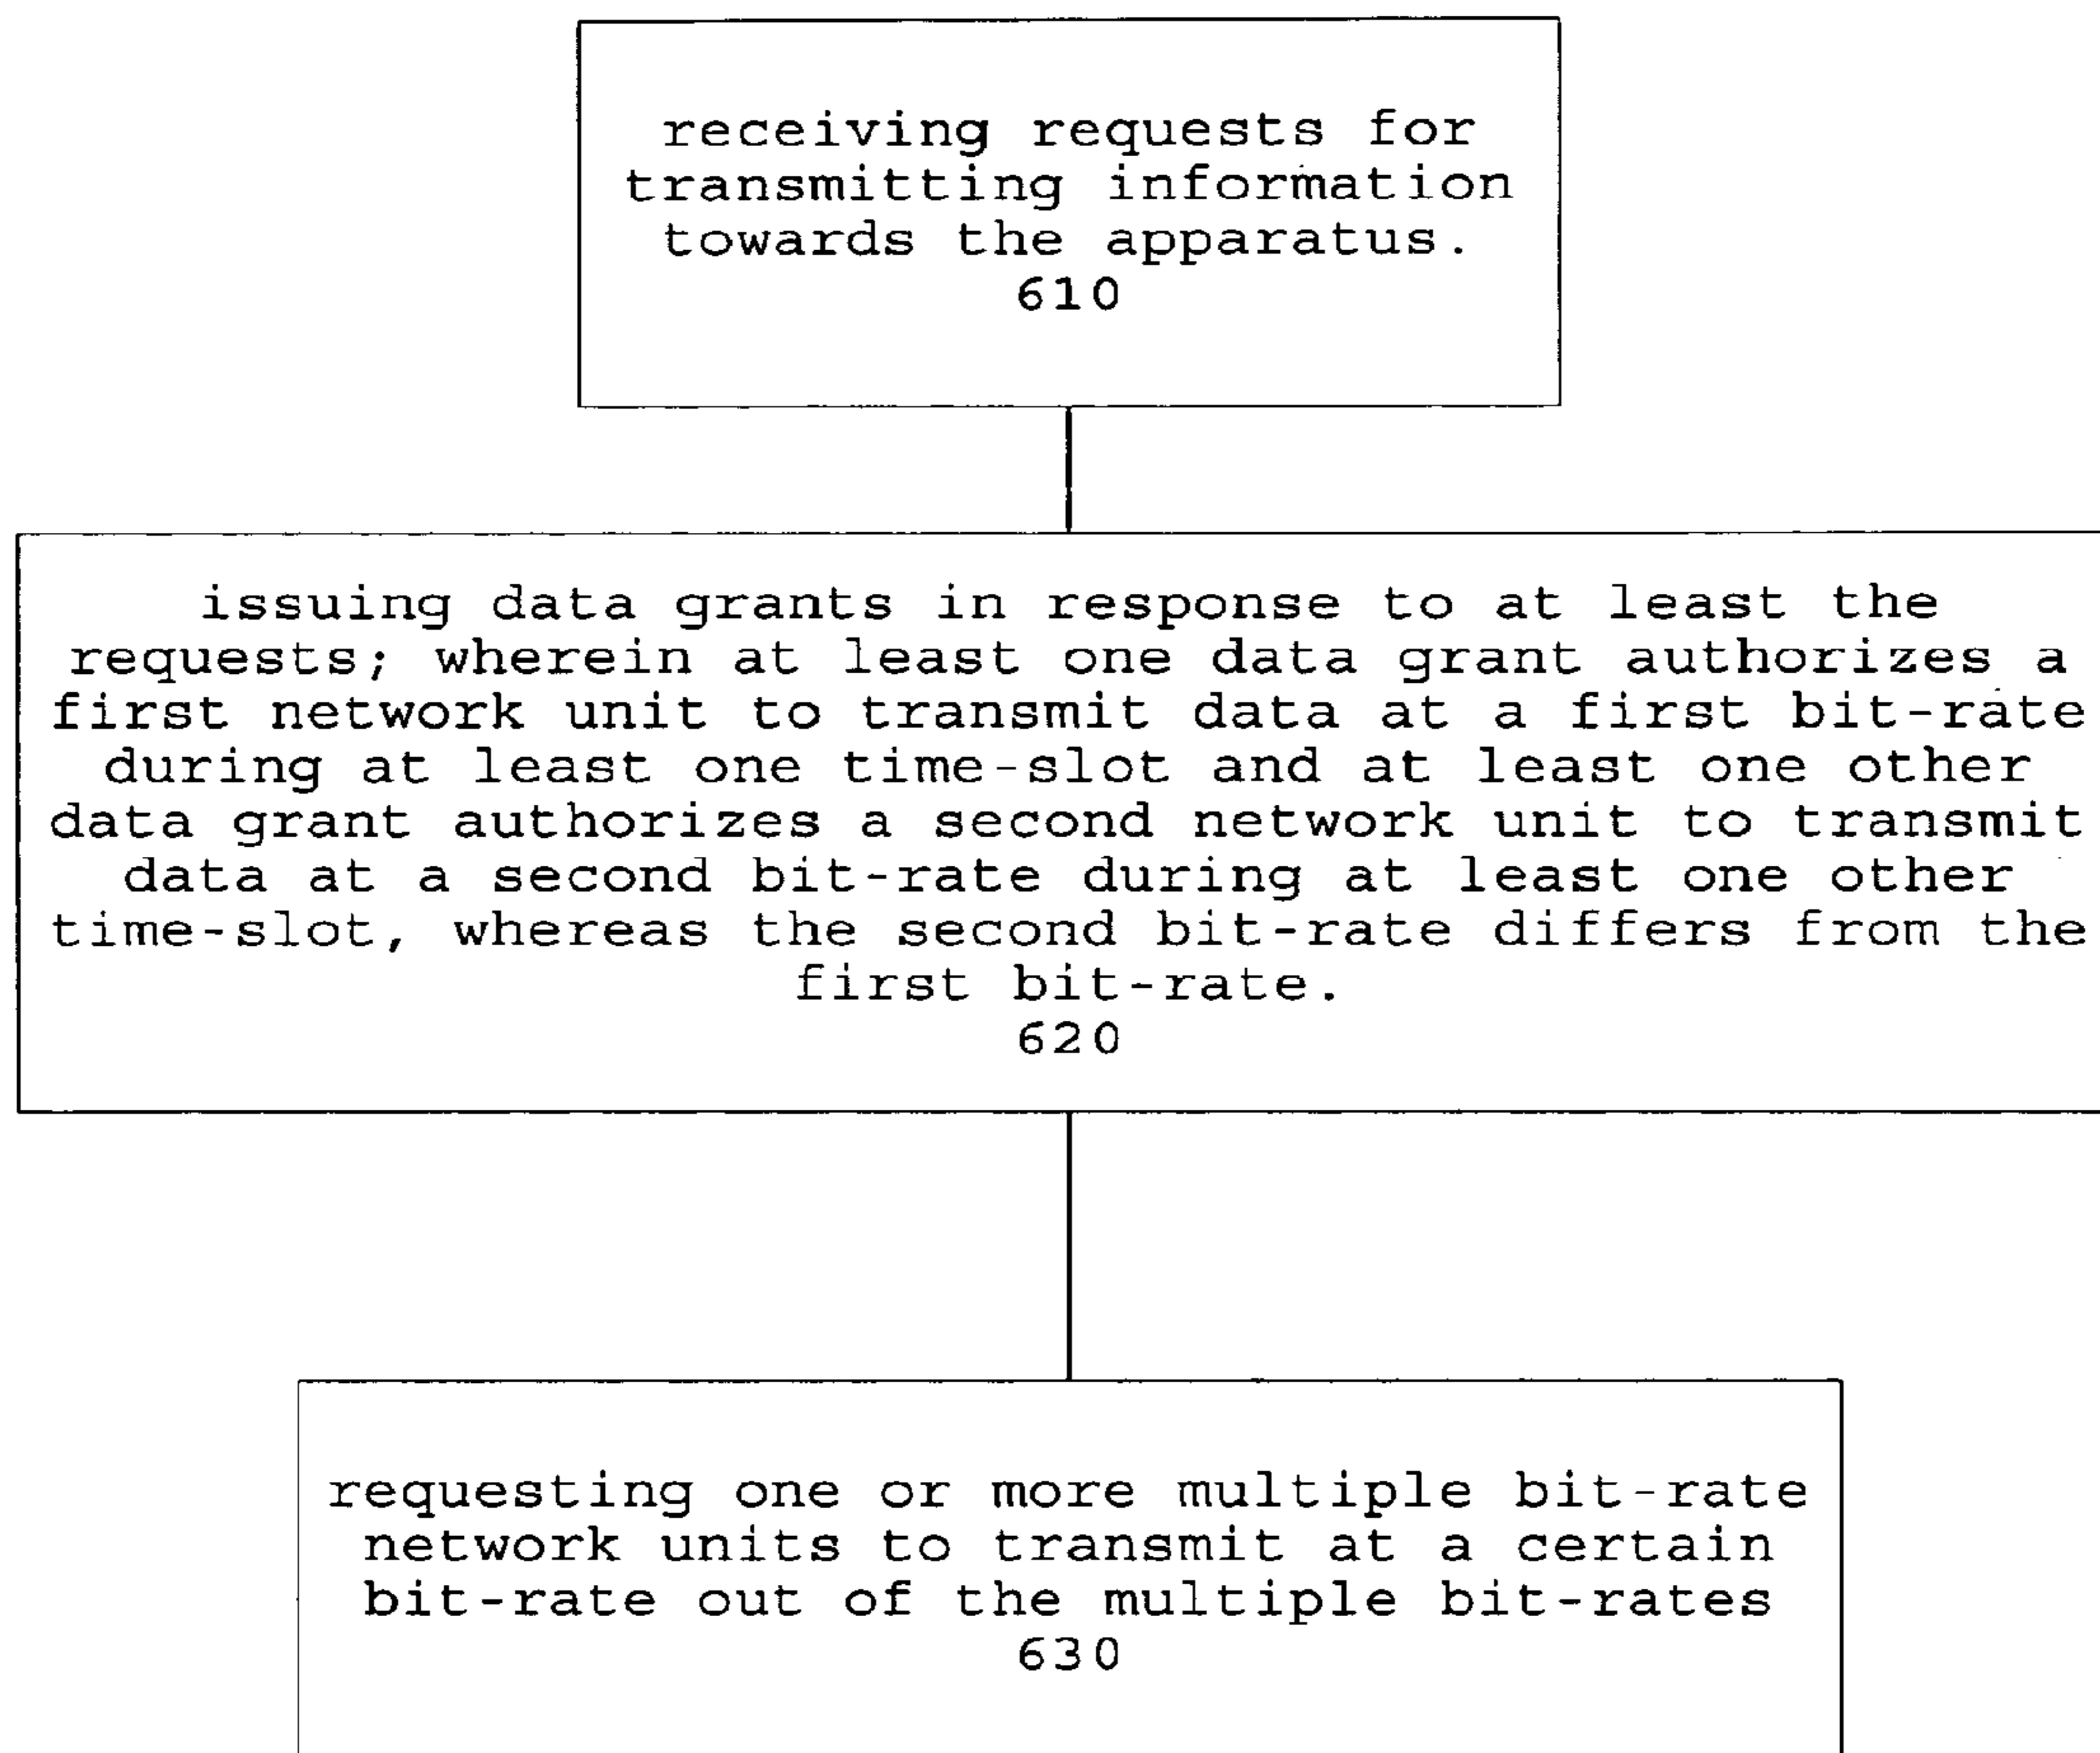 receiving requests for
transmitting information
towards the apparatus.
610
issuing data grants in response to at least the
requests; wherein at least one data grant authorizes a
first network unit to transmit data at a first bit-rate
during at least one time-slot and at least one other
data grant authorizes a second network unit to transmit
data at a second bit-rate during at least one other
time-slot, whereas the second bit-rate differs from the
first bit-rate.
620
requesting one or more multiple bit-rate
network units to transmit at a certain
bit-rate out of the multiple bit-rates
630